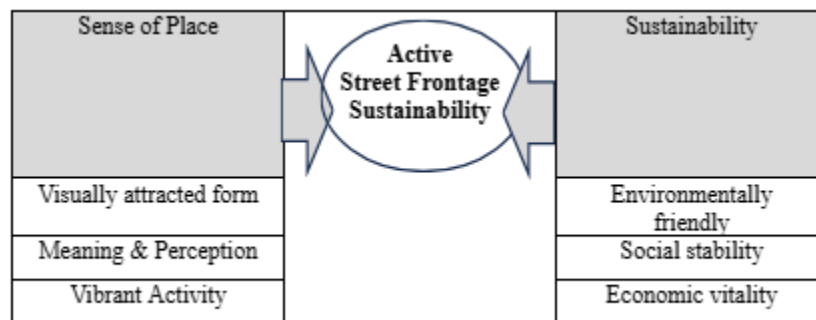 Sense of Place
Active
Street Frontage
Sustainability
Sustainability
Visually attracted form
Environmentally
friendly
Meaning & Perception
Social stability
Vibrant Activity
Economic vitality